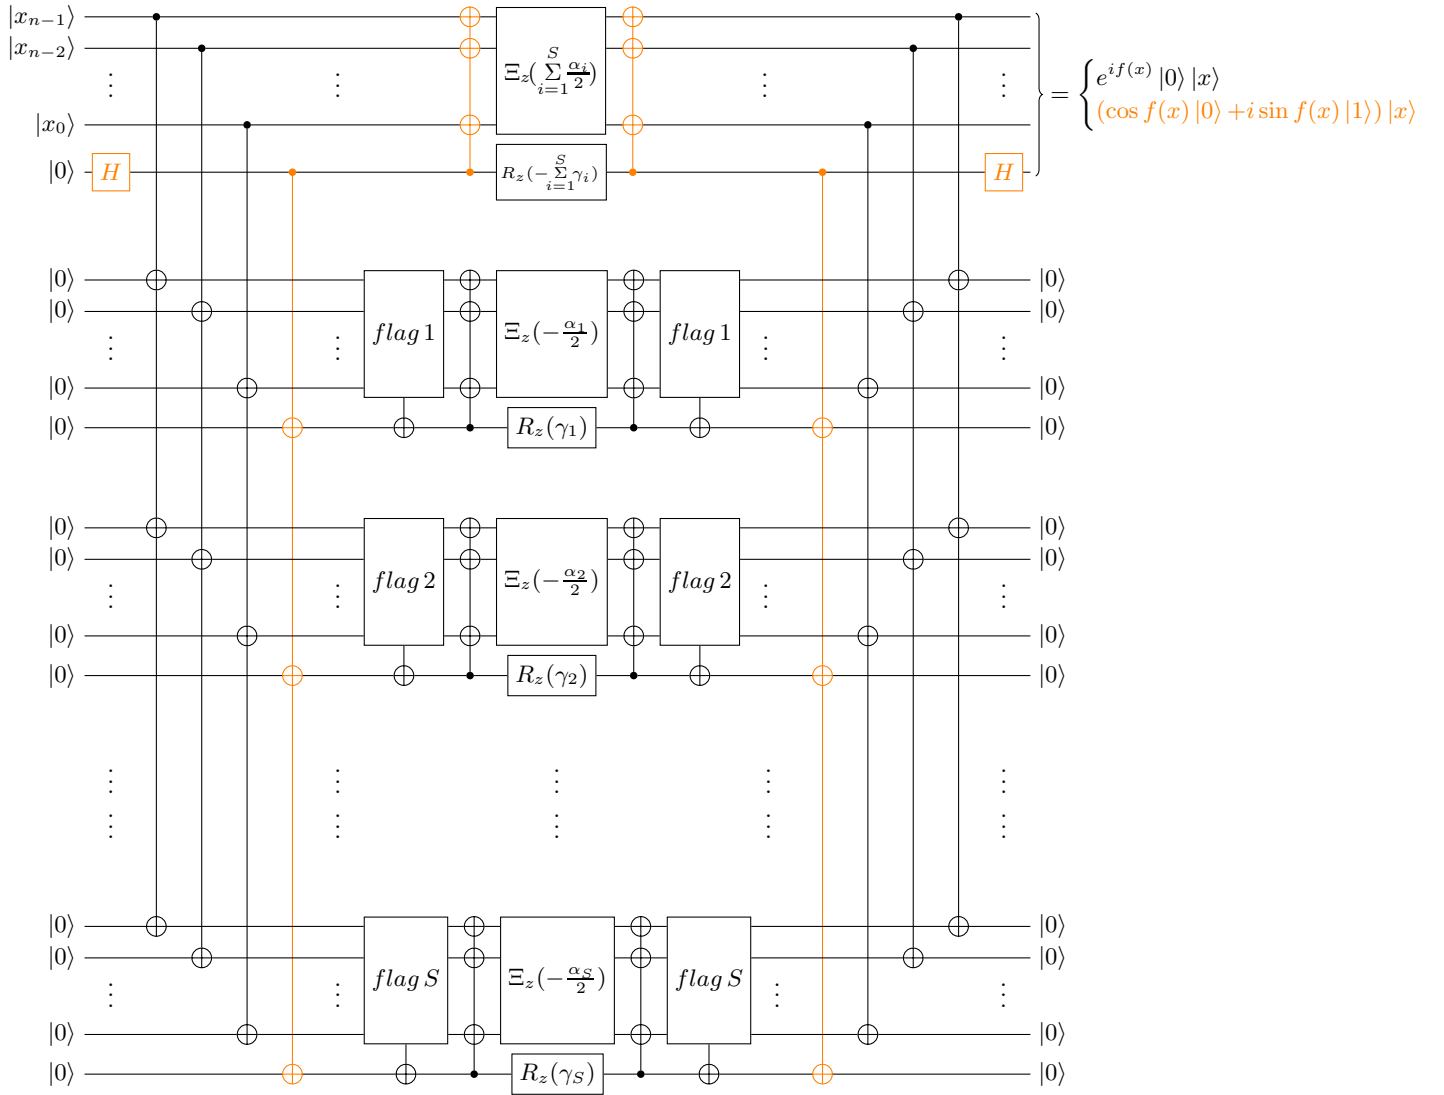 |x_{n-1}⟩
|x_{n-2}⟩
⋮ ⋮ Ξ_z(∑_{i=1}^{S} α_i/2) ⋮ ⋮ = { e^{if(x)} |0⟩ |x⟩
(cos f(x) |0⟩ + i sin f(x) |1⟩) |x⟩
|x_0⟩
|0⟩ H R_z(-∑_{i=1}^{S} γ_i) H
|0⟩ |0⟩
|0⟩ |0⟩
⋮ ⋮ flag 1 Ξ_z(-α_1/2) flag 1 ⋮ ⋮
|0⟩ |0⟩
|0⟩ R_z(γ_1) |0⟩
|0⟩ |0⟩
|0⟩ |0⟩
⋮ ⋮ flag 2 Ξ_z(-α_2/2) flag 2 ⋮ ⋮
|0⟩ |0⟩
|0⟩ R_z(γ_2) |0⟩
⋮ ⋮ ⋮ ⋮ ⋮
⋮ ⋮ ⋮ ⋮ ⋮
|0⟩ |0⟩
|0⟩ |0⟩
⋮ ⋮ flag S Ξ_z(-α_S/2) flag S ⋮ ⋮
|0⟩ |0⟩
|0⟩ R_z(γ_S) |0⟩